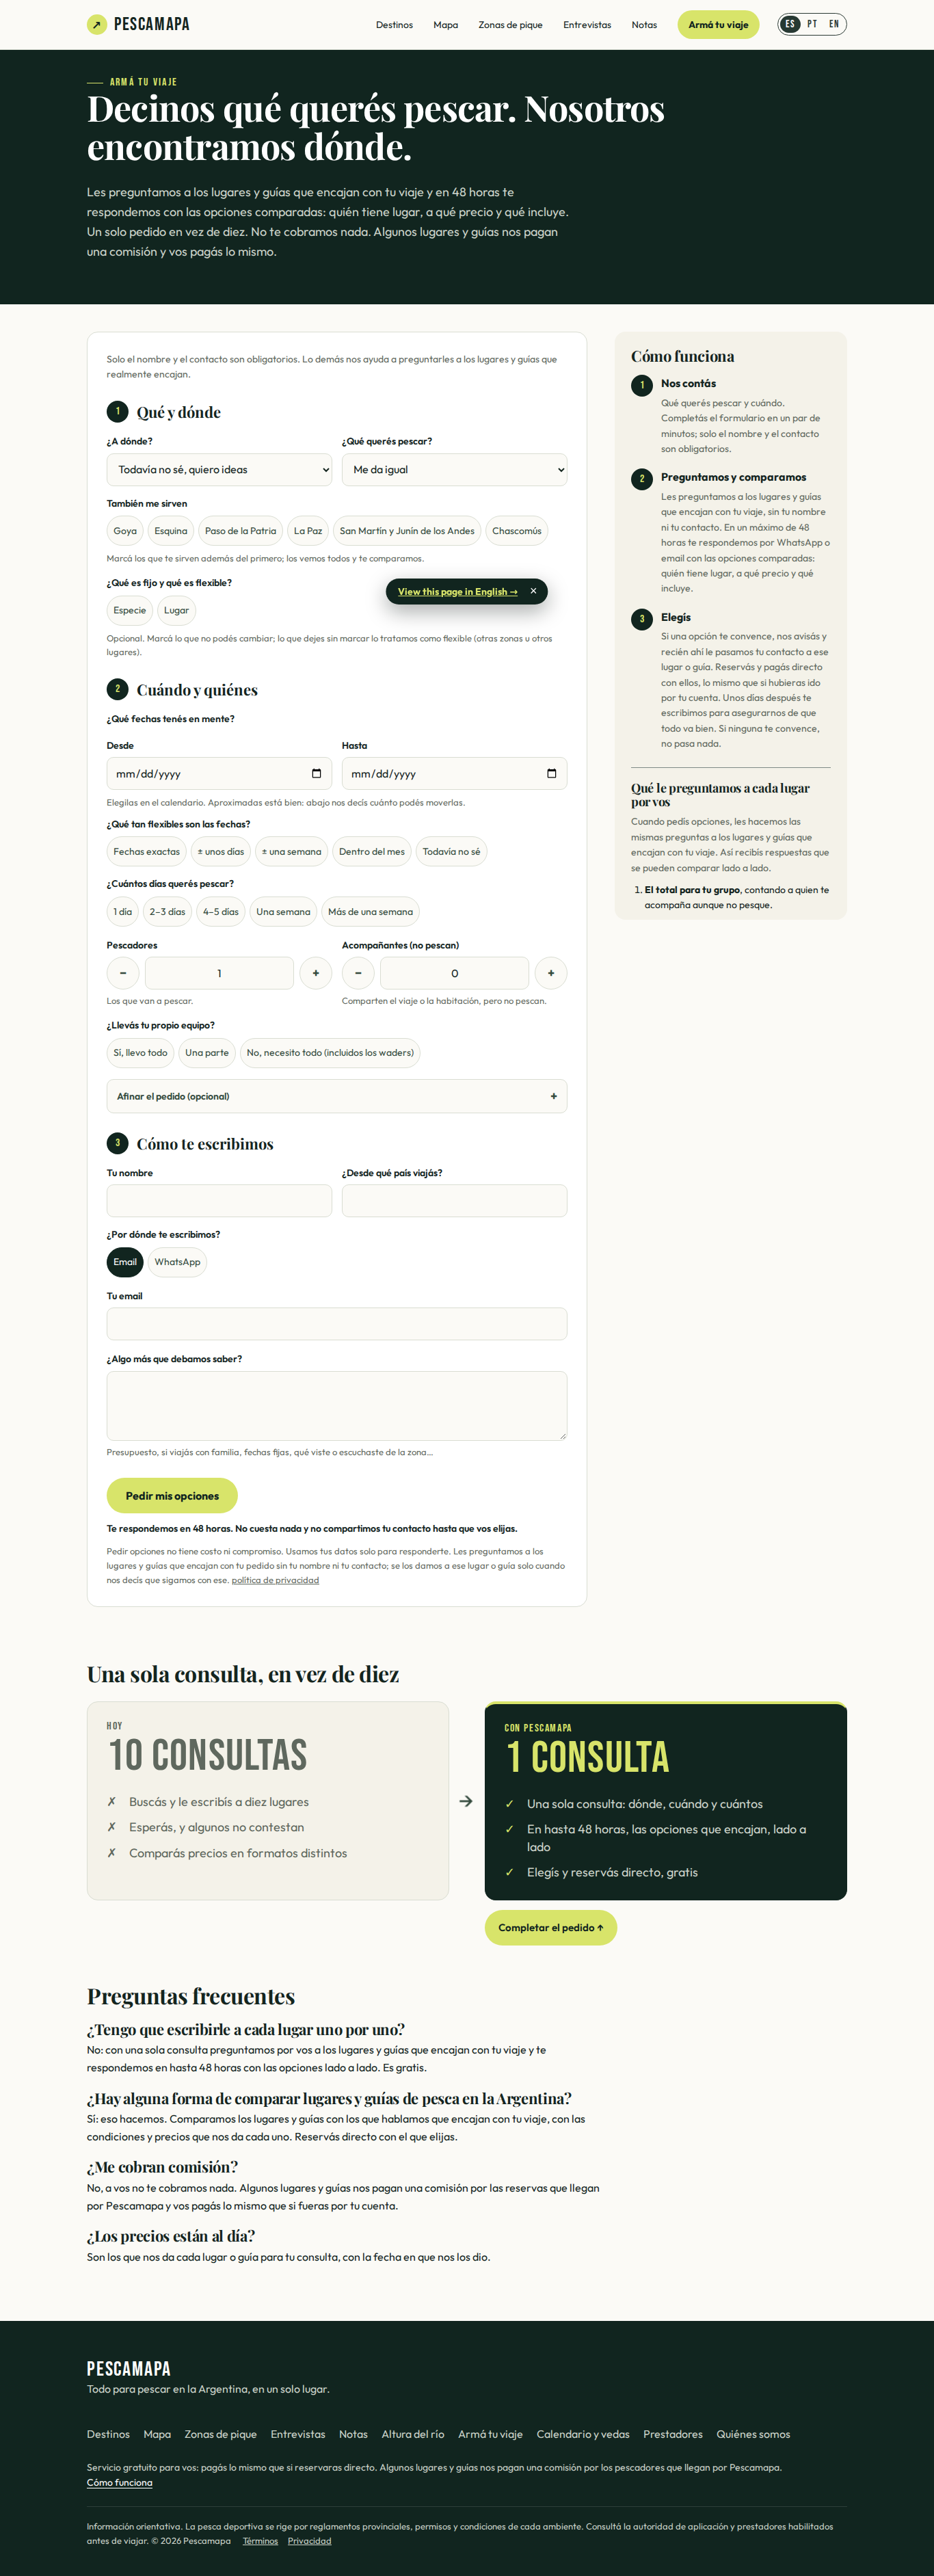 PESCAMAPA
Destinos
Mapa
Zonas de pique
Entrevistas
Notas
Armá tu viaje
ES PT EN
ARMÁ TU VIAJE
Decinos qué querés pescar. Nosotros
encontramos dónde.
Les preguntamos a los lugares y guías que encajan con tu viaje y en 48 horas te
respondemos con las opciones comparadas: quién tiene lugar, a qué precio y qué incluye.
Un solo pedido en vez de diez. No te cobramos nada. Algunos lugares y guías nos pagan
una comisión y vos pagás lo mismo.
Solo el nombre y el contacto son obligatorios. Lo demás nos ayuda a preguntarles a los lugares y guías que
realmente encajan.
1 Qué y dónde
¿A dónde? ¿Qué querés pescar?
Todavía no sé, quiero ideas Me da igual
También me sirven
Goya Esquina Paso de la Patria La Paz San Martín y Junín de los Andes Chascomús
Marcá los que te sirven además del primero; los vemos todos y te comparamos.
¿Qué es fijo y qué es flexible?
View this page in English → ×
Especie Lugar
Opcional. Marcá lo que no podés cambiar; lo que dejes sin marcar lo tratamos como flexible (otras zonas u otros
lugares).
2 Cuándo y quiénes
¿Qué fechas tenés en mente?
Desde Hasta
mm/dd/yyyy mm/dd/yyyy
Elegilas en el calendario. Aproximadas está bien: abajo nos decís cuánto podés moverlas.
¿Qué tan flexibles son las fechas?
Fechas exactas ± unos días ± una semana Dentro del mes Todavía no sé
¿Cuántos días querés pescar?
1 día 2–3 días 4–5 días Una semana Más de una semana
Pescadores Acompañantes (no pescan)
− 1 + − 0 +
Los que van a pescar. Comparten el viaje o la habitación, pero no pescan.
¿Llevás tu propio equipo?
Sí, llevo todo Una parte No, necesito todo (incluidos los waders)
Afinar el pedido (opcional) +
3 Cómo te escribimos
Tu nombre ¿Desde qué país viajás?
¿Por dónde te escribimos?
Email WhatsApp
Tu email
¿Algo más que debamos saber?
Presupuesto, si viajás con familia, fechas fijas, qué viste o escuchaste de la zona…
Pedir mis opciones
Te respondemos en 48 horas. No cuesta nada y no compartimos tu contacto hasta que vos elijas.
Pedir opciones no tiene costo ni compromiso. Usamos tus datos solo para responderte. Les preguntamos a los
lugares y guías que encajan con tu pedido sin tu nombre ni tu contacto; se los damos a ese lugar o guía solo cuando
nos decís que sigamos con ese. política de privacidad
Cómo funciona
1 Nos contás
Qué querés pescar y cuándo.
Completás el formulario en un par de
minutos; solo el nombre y el contacto
son obligatorios.
2 Preguntamos y comparamos
Les preguntamos a los lugares y guías
que encajan con tu viaje, sin tu nombre
ni tu contacto. En un máximo de 48
horas te respondemos por WhatsApp o
email con las opciones comparadas:
quién tiene lugar, a qué precio y qué
incluye.
3 Elegís
Si una opción te convence, nos avisás y
recién ahí le pasamos tu contacto a ese
lugar o guía. Reservás y pagás directo
con ellos, lo mismo que si hubieras ido
por tu cuenta. Unos días después te
escribimos para asegurarnos de que
todo va bien. Si ninguna te convence,
no pasa nada.
Qué le preguntamos a cada lugar
por vos
Cuando pedís opciones, les hacemos las
mismas preguntas a los lugares y guías que
encajan con tu viaje. Así recibís respuestas que
se pueden comparar lado a lado.
1. El total para tu grupo, contando a quien te
acompaña aunque no pesque.
Una sola consulta, en vez de diez
HOY
10 CONSULTAS
✗ Buscás y le escribís a diez lugares
✗ Esperás, y algunos no contestan
✗ Comparás precios en formatos distintos
→
CON PESCAMAPA
1 CONSULTA
✓ Una sola consulta: dónde, cuándo y cuántos
✓ En hasta 48 horas, las opciones que encajan, lado a
lado
✓ Elegís y reservás directo, gratis
Completar el pedido ↑
Preguntas frecuentes
¿Tengo que escribirle a cada lugar uno por uno?
No: con una sola consulta preguntamos por vos a los lugares y guías que encajan con tu viaje y te
respondemos en hasta 48 horas con las opciones lado a lado. Es gratis.
¿Hay alguna forma de comparar lugares y guías de pesca en la Argentina?
Sí: eso hacemos. Comparamos los lugares y guías con los que hablamos que encajan con tu viaje, con las
condiciones y precios que nos da cada uno. Reservás directo con el que elijas.
¿Me cobran comisión?
No, a vos no te cobramos nada. Algunos lugares y guías nos pagan una comisión por las reservas que llegan
por Pescamapa y vos pagás lo mismo que si fueras por tu cuenta.
¿Los precios están al día?
Son los que nos da cada lugar o guía para tu consulta, con la fecha en que nos los dio.
PESCAMAPA
Todo para pescar en la Argentina, en un solo lugar.
Destinos Mapa Zonas de pique Entrevistas Notas Altura del río Armá tu viaje Calendario y vedas Prestadores Quiénes somos
Servicio gratuito para vos: pagás lo mismo que si reservaras directo. Algunos lugares y guías nos pagan una comisión por los pescadores que llegan por Pescamapa.
Cómo funciona
Información orientativa. La pesca deportiva se rige por reglamentos provinciales, permisos y condiciones de cada ambiente. Consultá la autoridad de aplicación y prestadores habilitados
antes de viajar. © 2026 Pescamapa Términos Privacidad